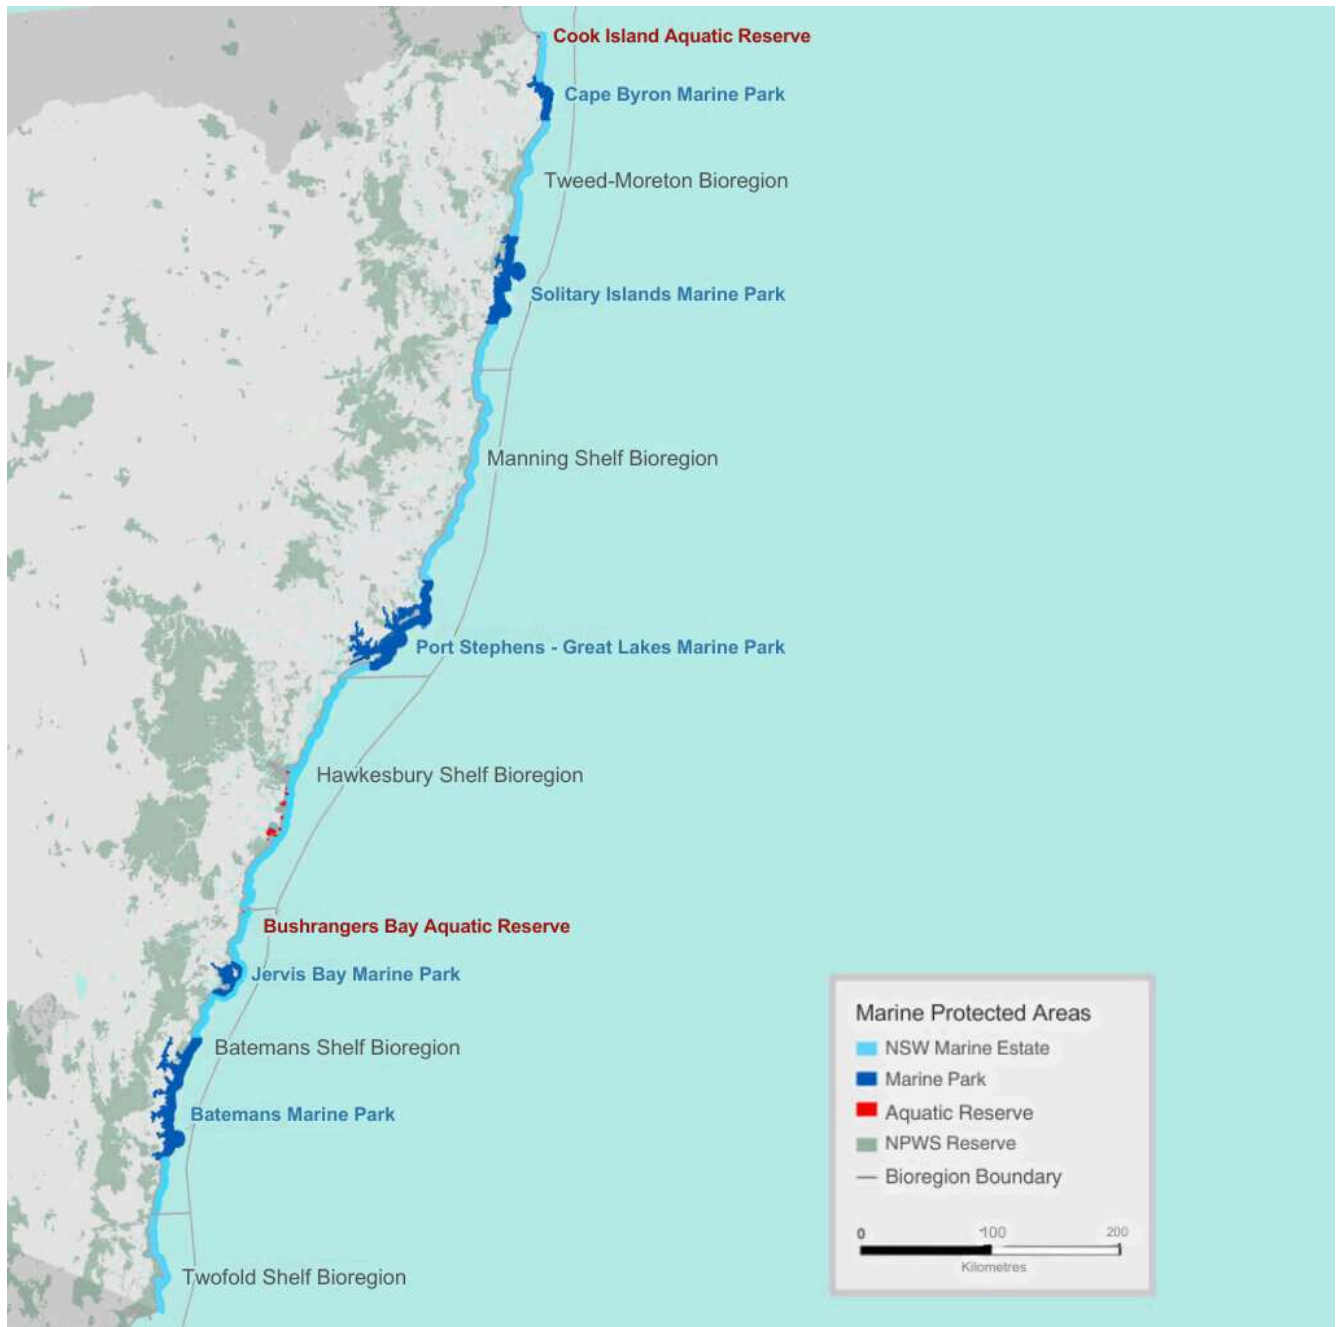 Cook Island Aquatic Reserve
Cape Byron Marine Park
Tweed-Moreton Bioregion
Solitary Islands Marine Park
Manning Shelf Bioregion
Port Stephens - Great Lakes Marine Park
Hawkesbury Shelf Bioregion
Bushrangers Bay Aquatic Reserve
Jervis Bay Marine Park
Batemans Shelf Bioregion
Batemans Marine Park
Twofold Shelf Bioregion
Marine Protected Areas
NSW Marine Estate
Marine Park
Aquatic Reserve
NPWS Reserve
Bioregion Boundary
0 100 200
Kilometres